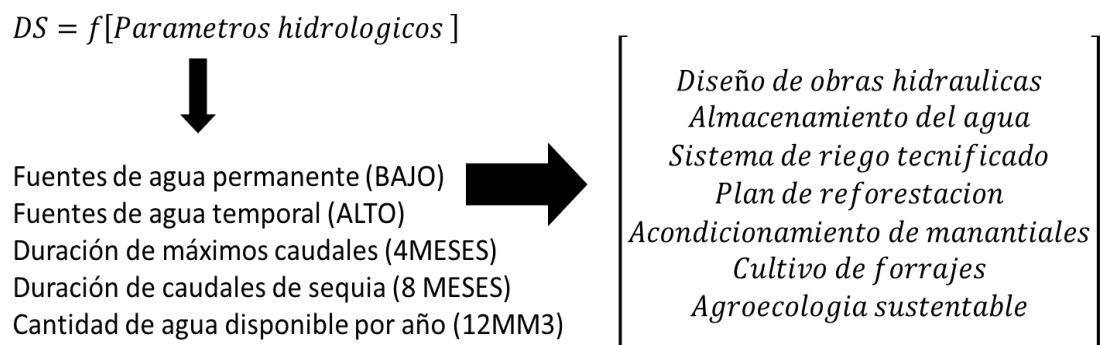 DS = f[Parametros hidrologicos ]
Fuentes de agua permanente (BAJO)
Fuentes de agua temporal (ALTO)
Duración de máximos caudales (4MESES)
Duración de caudales de sequia (8 MESES)
Cantidad de agua disponible por año (12MM3)
Diseño de obras hidraulicas
Almacenamiento del agua
Sistema de riego tecnificado
Plan de reforestacion
Acondicionamiento de manantiales
Cultivo de forrajes
Agroecologia sustentable